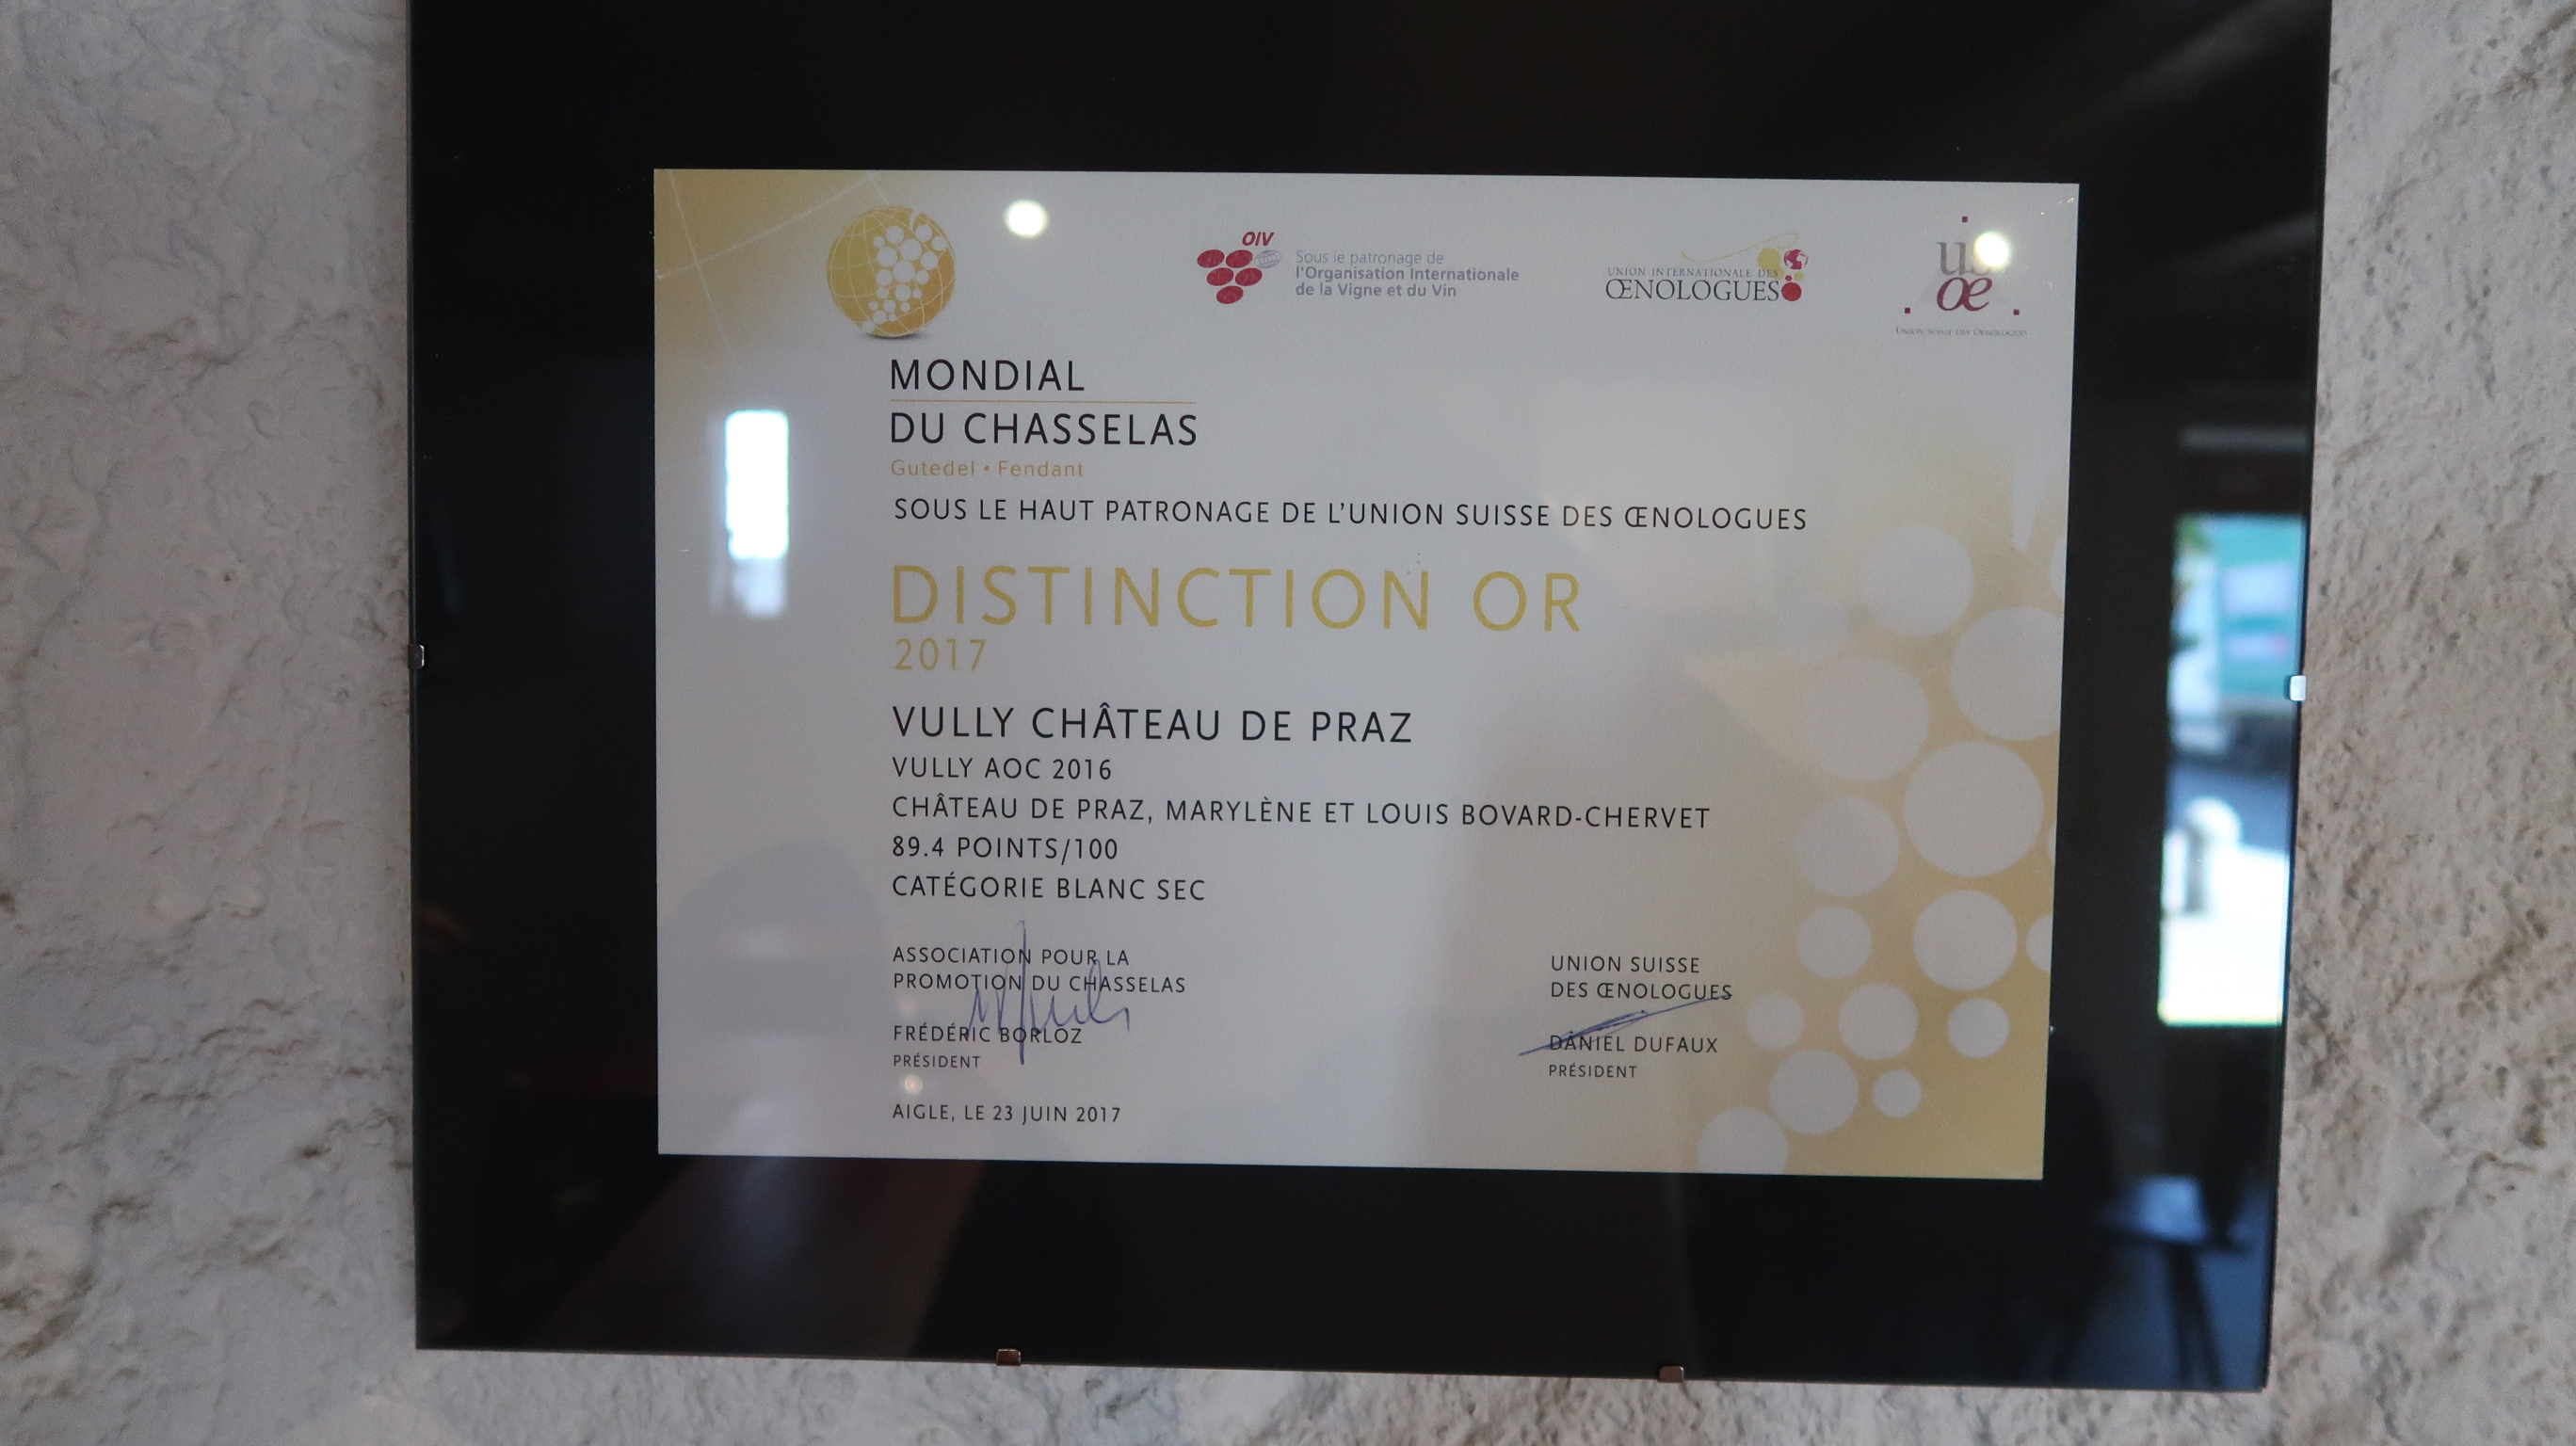 OIV
Sous le patronage de
l'Organisation Internationale
de la Vigne et du Vin
UNION INTERNATIONALE DES
ŒNOLOGUES
us
œ
UNION SUISSE DES OENOLOGUES
MONDIAL
DU CHASSELAS
Gutedel • Fendant
SOUS LE HAUT PATRONAGE DE L'UNION SUISSE DES ŒNOLOGUES
DISTINCTION OR
2017
VULLY CHÂTEAU DE PRAZ
VULLY AOC 2016
CHÂTEAU DE PRAZ, MARYLÈNE ET LOUIS BOVARD-CHERVET
89.4 POINTS/100
CATÉGORIE BLANC SEC
ASSOCIATION POUR LA
PROMOTION DU CHASSELAS
FRÉDÉRIC BORLOZ
PRÉSIDENT
UNION SUISSE
DES ŒNOLOGUES
DANIEL DUFAUX
PRÉSIDENT
AIGLE, LE 23 JUIN 2017